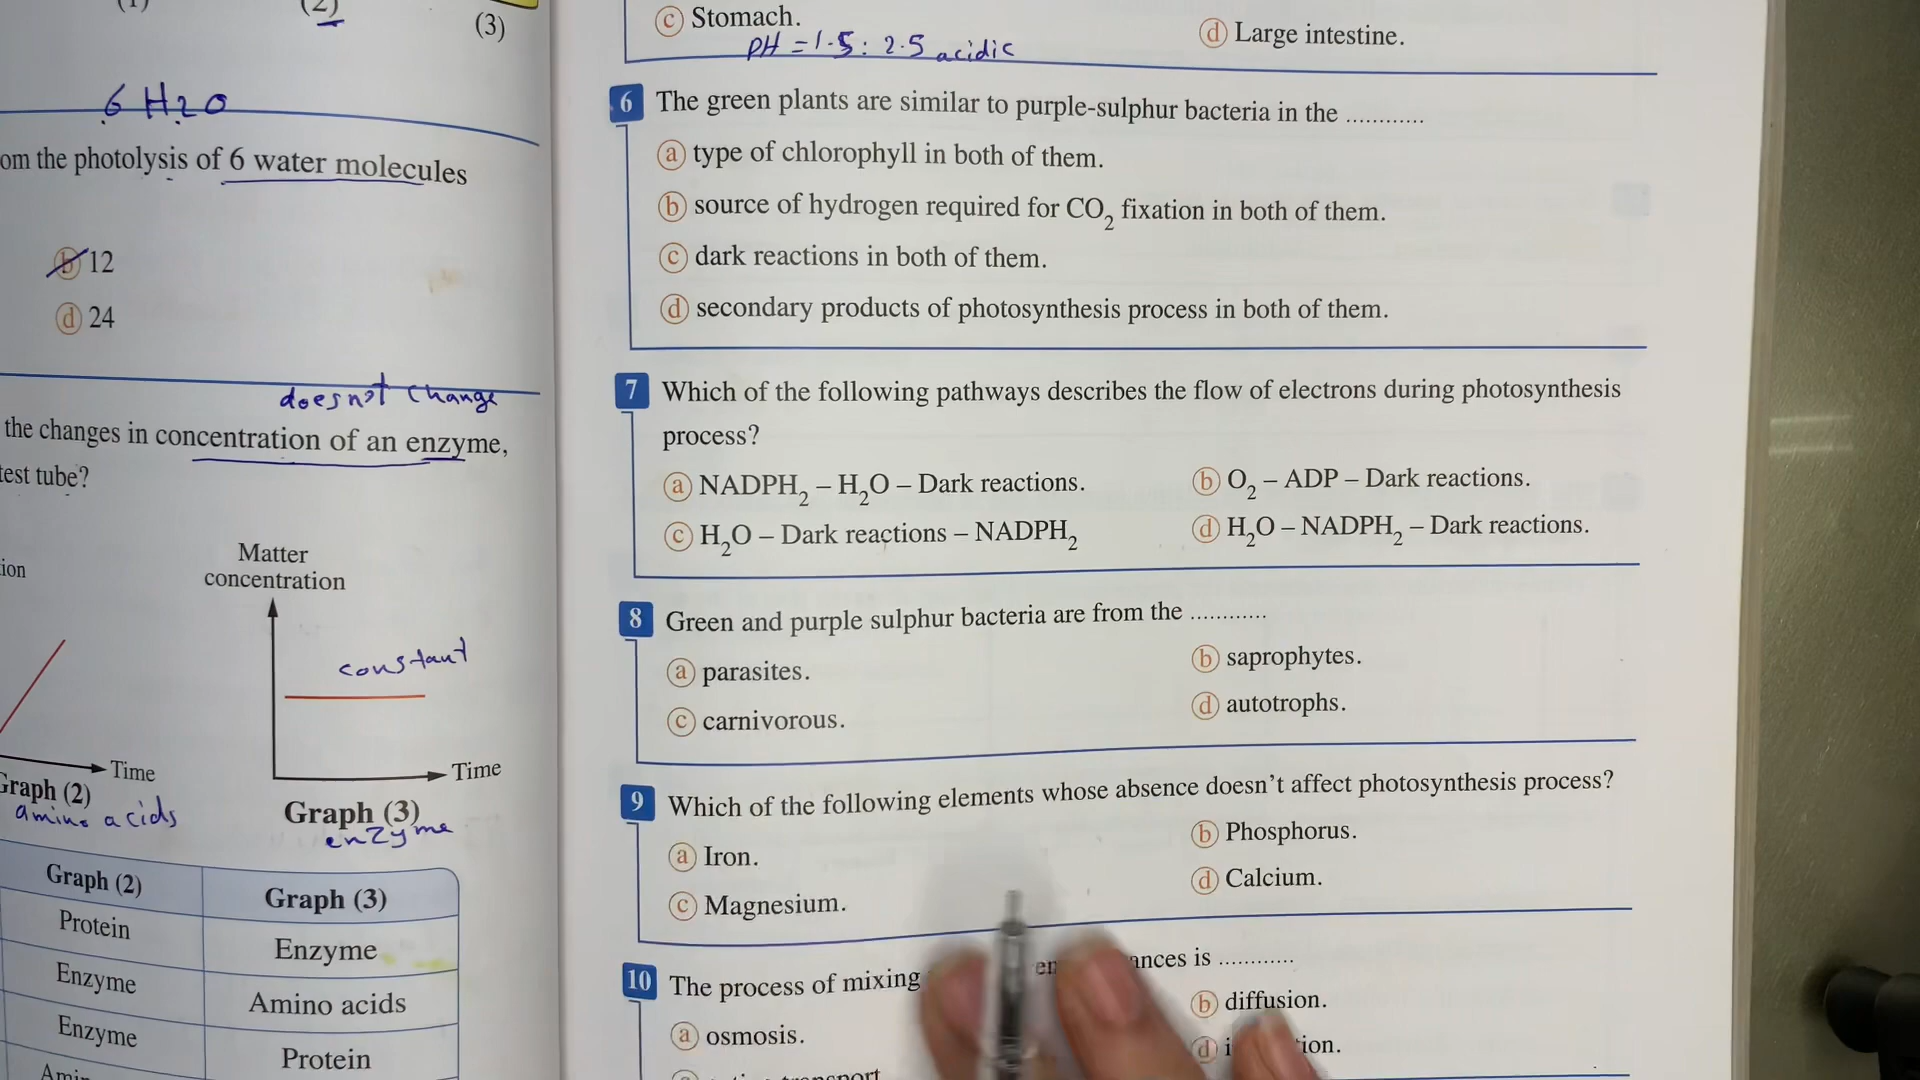 (2)
(3)
6 H2O
om the photolysis of 6 water molecules
b 12
d 24
does not change
the changes in concentration of an enzyme,
test tube?
ion
Matter
concentration
constant
Time
Time
Graph (2)
amino acids
Graph (3)
enzyme
Graph (2) Graph (3)
Protein Enzyme
Enzyme Amino acids
Enzyme Protein
c Stomach.
d Large intestine.
PH = 1.5 : 2.5 acidic
6 The green plants are similar to purple-sulphur bacteria in the ............
a type of chlorophyll in both of them.
b source of hydrogen required for CO2 fixation in both of them.
c dark reactions in both of them.
d secondary products of photosynthesis process in both of them.
7 Which of the following pathways describes the flow of electrons during photosynthesis
process?
a NADPH2 – H2O – Dark reactions.
b O2 – ADP – Dark reactions.
c H2O – Dark reactions – NADPH2
d H2O – NADPH2 – Dark reactions.
8 Green and purple sulphur bacteria are from the ............
a parasites.
b saprophytes.
c carnivorous.
d autotrophs.
9 Which of the following elements whose absence doesn't affect photosynthesis process?
a Iron.
b Phosphorus.
c Magnesium.
d Calcium.
10 The process of mixing is ............
a osmosis.
b diffusion.
d